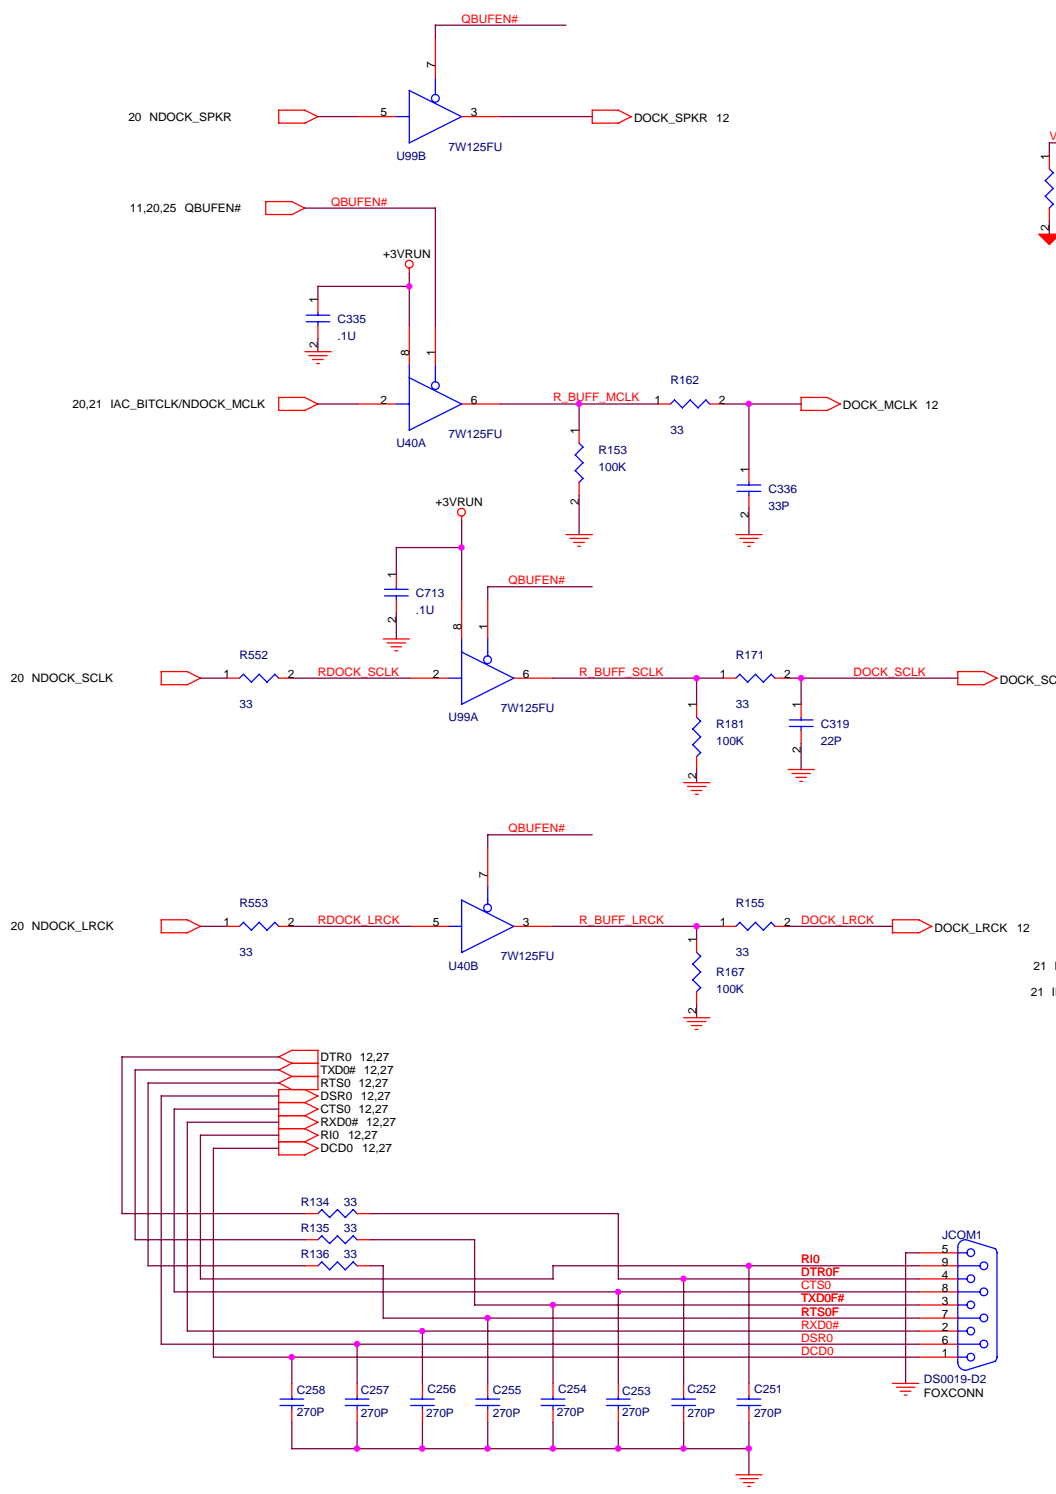 QBUFEN#
7
20 NDOCK_SPKR
5
3
DOCK_SPKR 12
U99B
7W125FU
V
1
2
11,20,25 QBUFEN#
QBUFEN#
+3VRUN
1
C335
.1U
2
8
1
20,21 IAC_BITCLK/NDOCK_MCLK
2
6
R_BUFF_MCLK
1
R162
2
33
DOCK_MCLK 12
U40A
7W125FU
1
R153
100K
2
1
C336
33P
2
+3VRUN
1
C713
.1U
2
QBUFEN#
8
1
20 NDOCK_SCLK
1
R552
2
33
RDOCK_SCLK
2
6
R_BUFF_SCLK
1
R171
2
33
DOCK_SCLK
DOCK_SC
U99A
7W125FU
1
R181
100K
2
1
C319
22P
2
QBUFEN#
7
20 NDOCK_LRCK
1
R553
2
33
RDOCK_LRCK
5
3
R_BUFF_LRCK
1
R155
2
33
DOCK_LRCK
DOCK_LRCK 12
U40B
7W125FU
1
R167
100K
2
21
21 I
DTR0 12,27
TXD0# 12,27
RTS0 12,27
DSR0 12,27
CTS0 12,27
RXD0# 12,27
RI0 12,27
DCD0 12,27
R134 33
R135 33
R136 33
JCOM1
5
RI0 9
DTR0F 4
CTS0 8
TXD0F# 3
RTS0F 7
RXD0# 2
DSR0 6
DCD0 1
DS0019-D2
FOXCONN
C258 C257 C256 C255 C254 C253 C252 C251
270P 270P 270P 270P 270P 270P 270P 270P